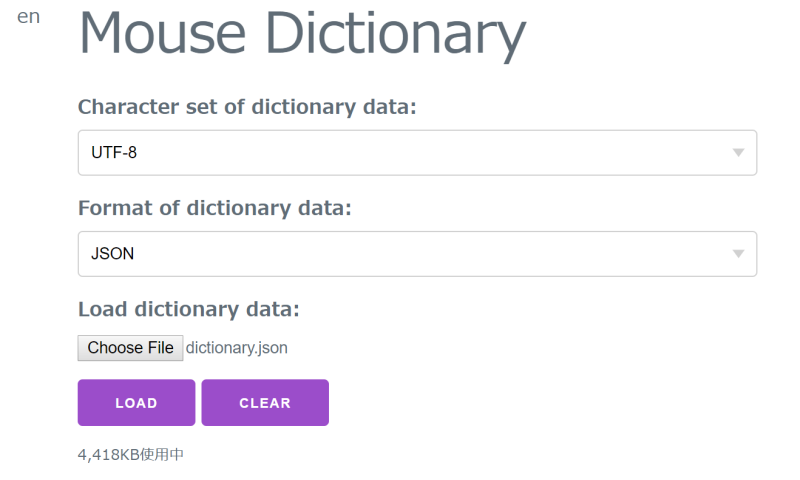 en
Mouse Dictionary
Character set of dictionary data:
UTF-8
Format of dictionary data:
JSON
Load dictionary data:
Choose File dictionary.json
LOAD CLEAR
4,418KB使用中